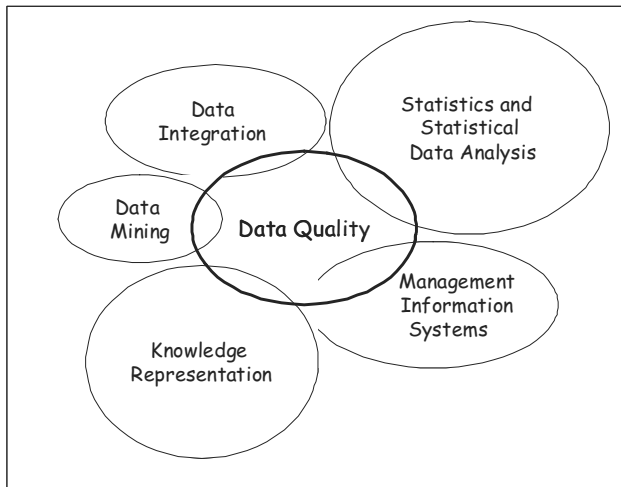 Data
Integration
Statistics and
Statistical
Data Analysis
Data
Mining
Data Quality
Management
Information
Systems
Knowledge
Representation